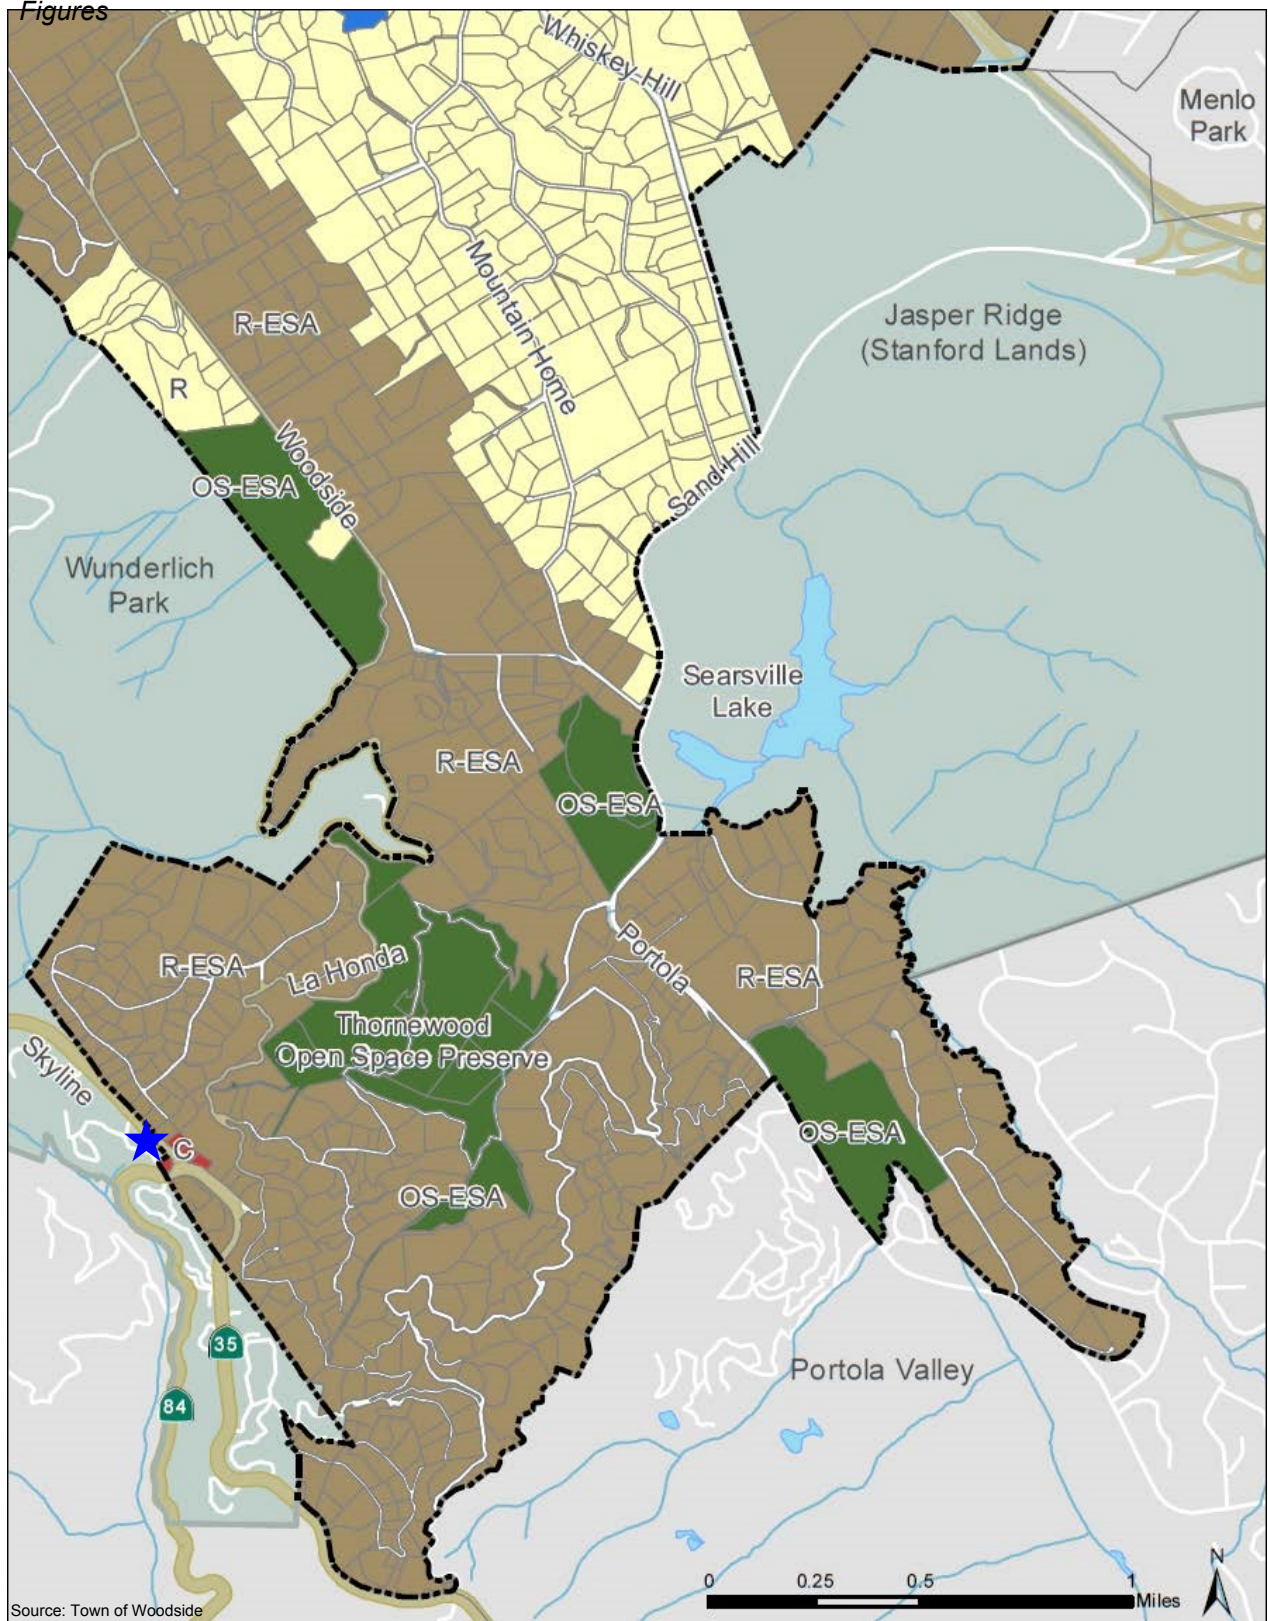 Figures
Whiskey Hill
Menlo
Park
Mountain Home
R-ESA
Jasper Ridge
(Stanford Lands)
R
Woodside
OS-ESA
Sand Hill
Wunderlich
Park
Searsville
Lake
R-ESA
OS-ESA
Portola
R-ESA
La Honda
R-ESA
Thornewood
Open Space Preserve
Skyline
C
OS-ESA
OS-ESA
35
84
Portola Valley
N
0 0.25 0.5 1
Miles
Source: Town of Woodside